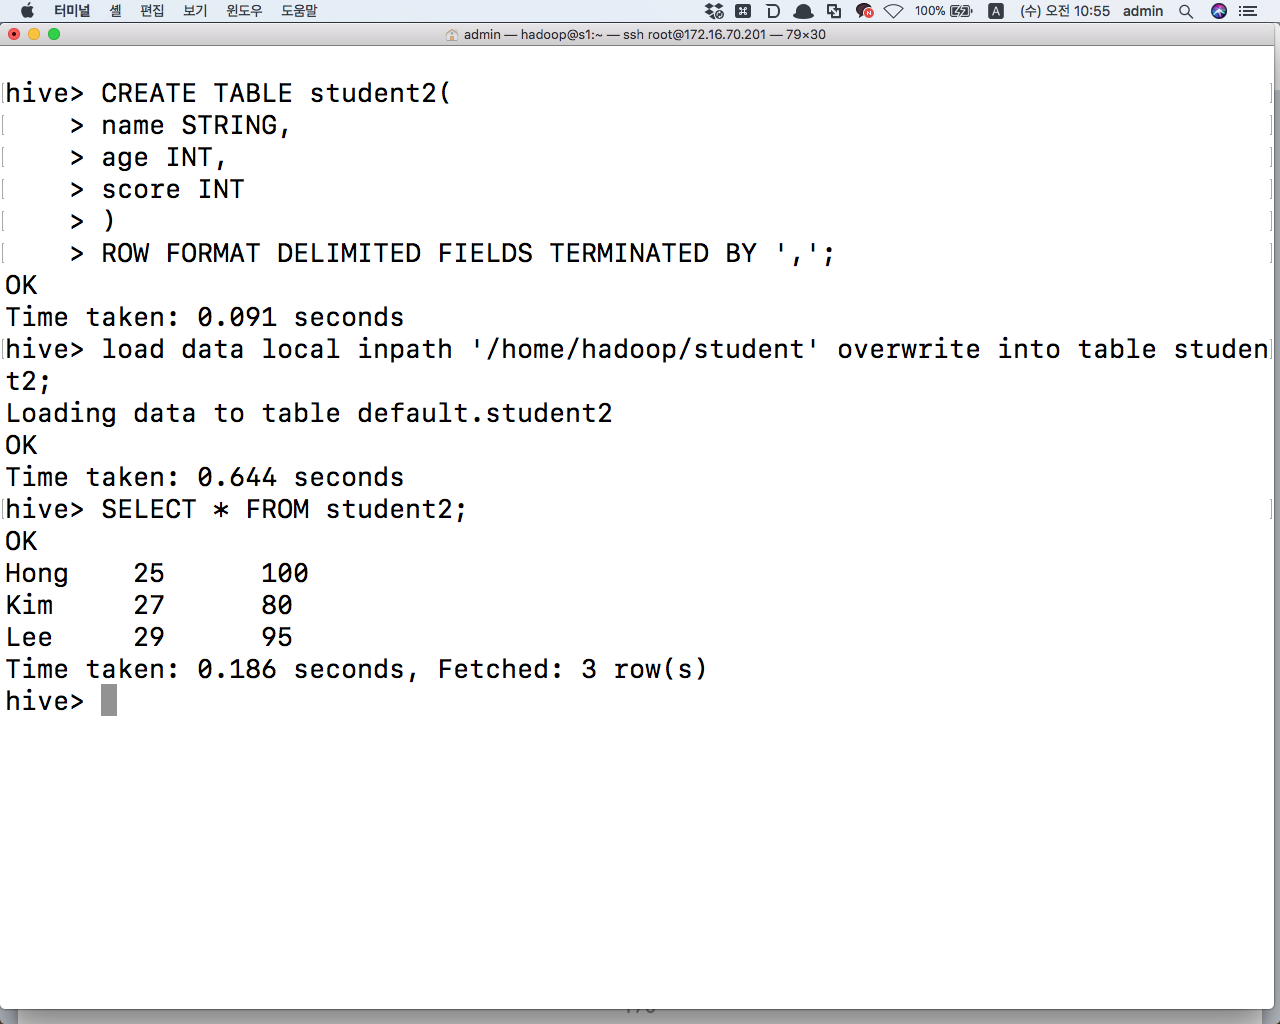 터미널 셸 편집 보기 윈도우 도움말 100% A (수) 오전 10:55 admin
admin — hadoop@s1:~ — ssh root@172.16.70.201 — 79×30
hive> CREATE TABLE student2(
    > name STRING,
    > age INT,
    > score INT
    > )
    > ROW FORMAT DELIMITED FIELDS TERMINATED BY ',';
OK
Time taken: 0.091 seconds
hive> load data local inpath '/home/hadoop/student' overwrite into table studen
t2;
Loading data to table default.student2
OK
Time taken: 0.644 seconds
hive> SELECT * FROM student2;
OK
Hong    25      100
Kim     27      80
Lee     29      95
Time taken: 0.186 seconds, Fetched: 3 row(s)
hive>